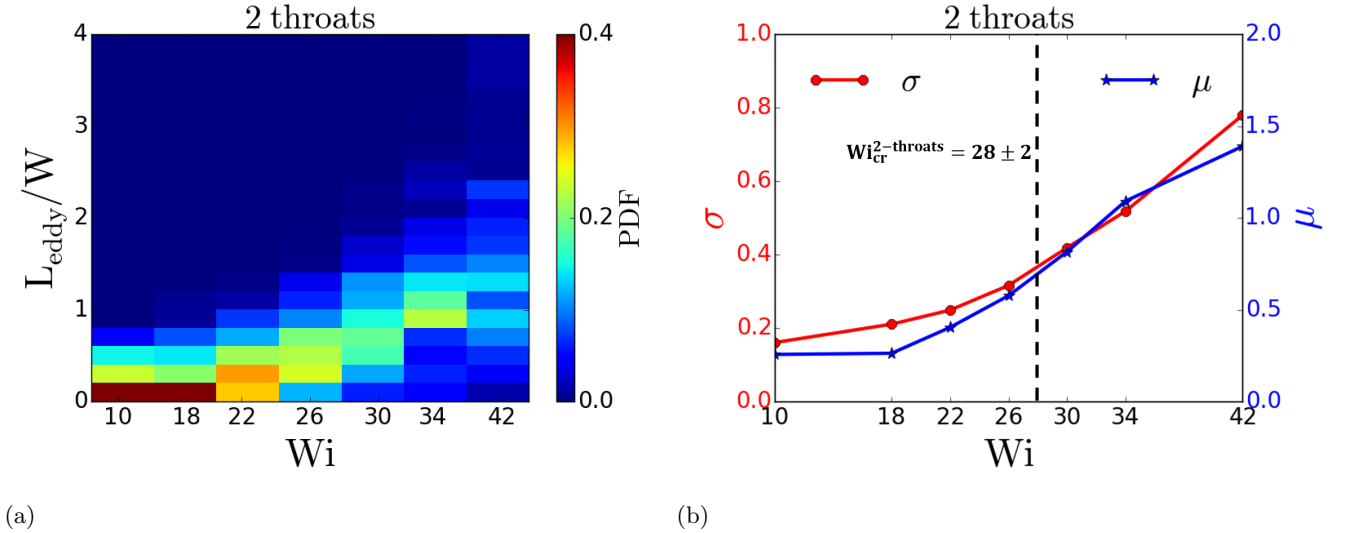 2 throats
4
3
2
1
0
L_eddy/W
10 18 22 26 30 34 42
Wi
0.4
0.2
0.0
PDF
(a)
2 throats
1.0
0.8
0.6
0.4
0.2
0.0
σ
σ
μ
Wi_cr^2−throats = 28 ± 2
2.0
1.5
1.0
0.5
0.0
μ
10 18 22 26 30 34 42
Wi
(b)